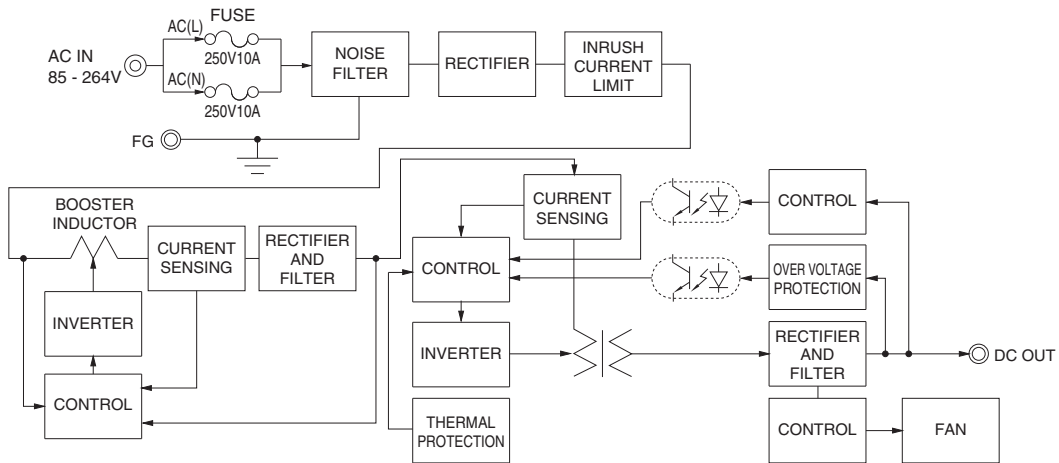 FUSE
AC(L)
250V10A
AC IN
85 - 264V
AC(N)
250V10A
NOISE
FILTER
RECTIFIER
INRUSH
CURRENT
LIMIT
FG
BOOSTER
INDUCTOR
CURRENT
SENSING
RECTIFIER
AND
FILTER
INVERTER
CONTROL
CURRENT
SENSING
CONTROL
INVERTER
THERMAL
PROTECTION
CONTROL
OVER VOLTAGE
PROTECTION
RECTIFIER
AND
FILTER
DC OUT
CONTROL
FAN